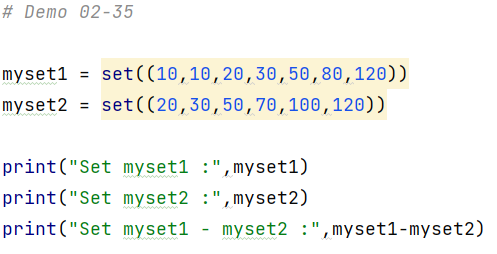 # Demo 02-35
myset1 = set((10,10,20,30,50,80,120))
myset2 = set((20,30,50,70,100,120))
print("Set myset1 :",myset1)
print("Set myset2 :",myset2)
print("Set myset1 - myset2 :",myset1-myset2)